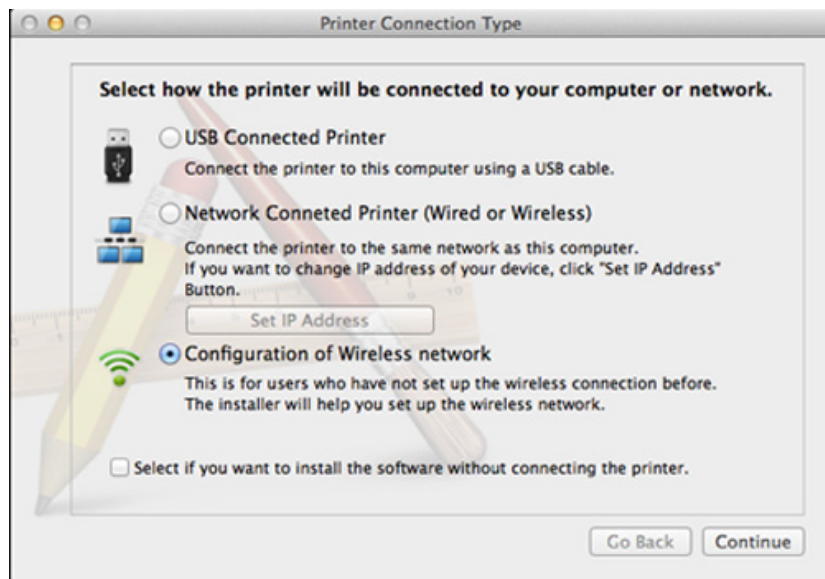 Printer Connection Type
Select how the printer will be connected to your computer or network.
USB Connected Printer
Connect the printer to this computer using a USB cable.
Network Conneted Printer (Wired or Wireless)
Connect the printer to the same network as this computer.
If you want to change IP address of your device, click "Set IP Address"
Button.
Set IP Address
Configuration of Wireless network
This is for users who have not set up the wireless connection before.
The installer will help you set up the wireless network.
Select if you want to install the software without connecting the printer.
Go Back Continue